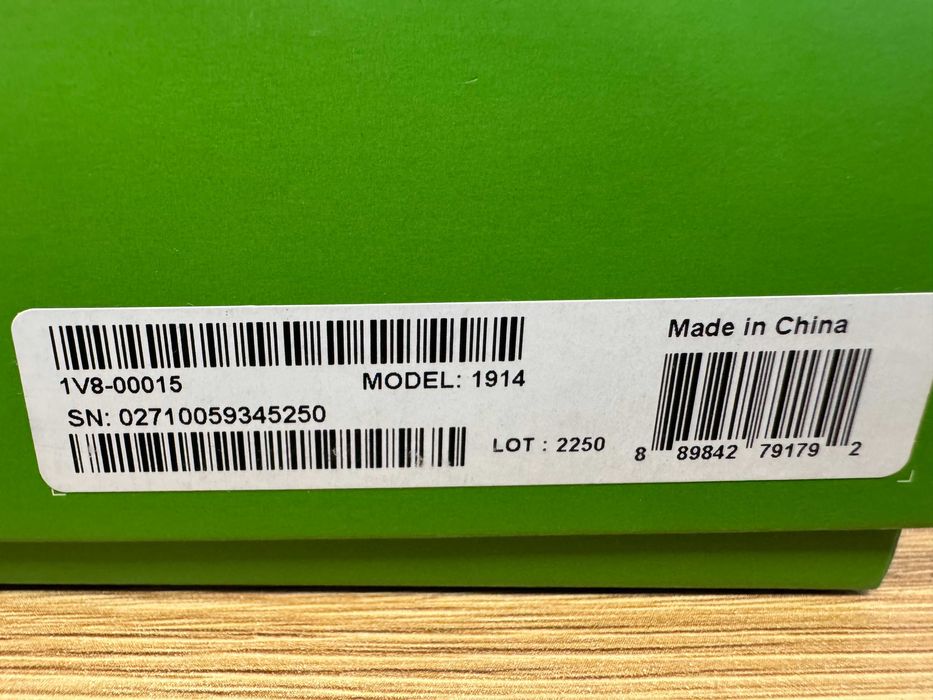 1V8-00015 MODEL: 1914
SN: 02710059345250
LOT : 2250
Made in China
8 89842 79179 2